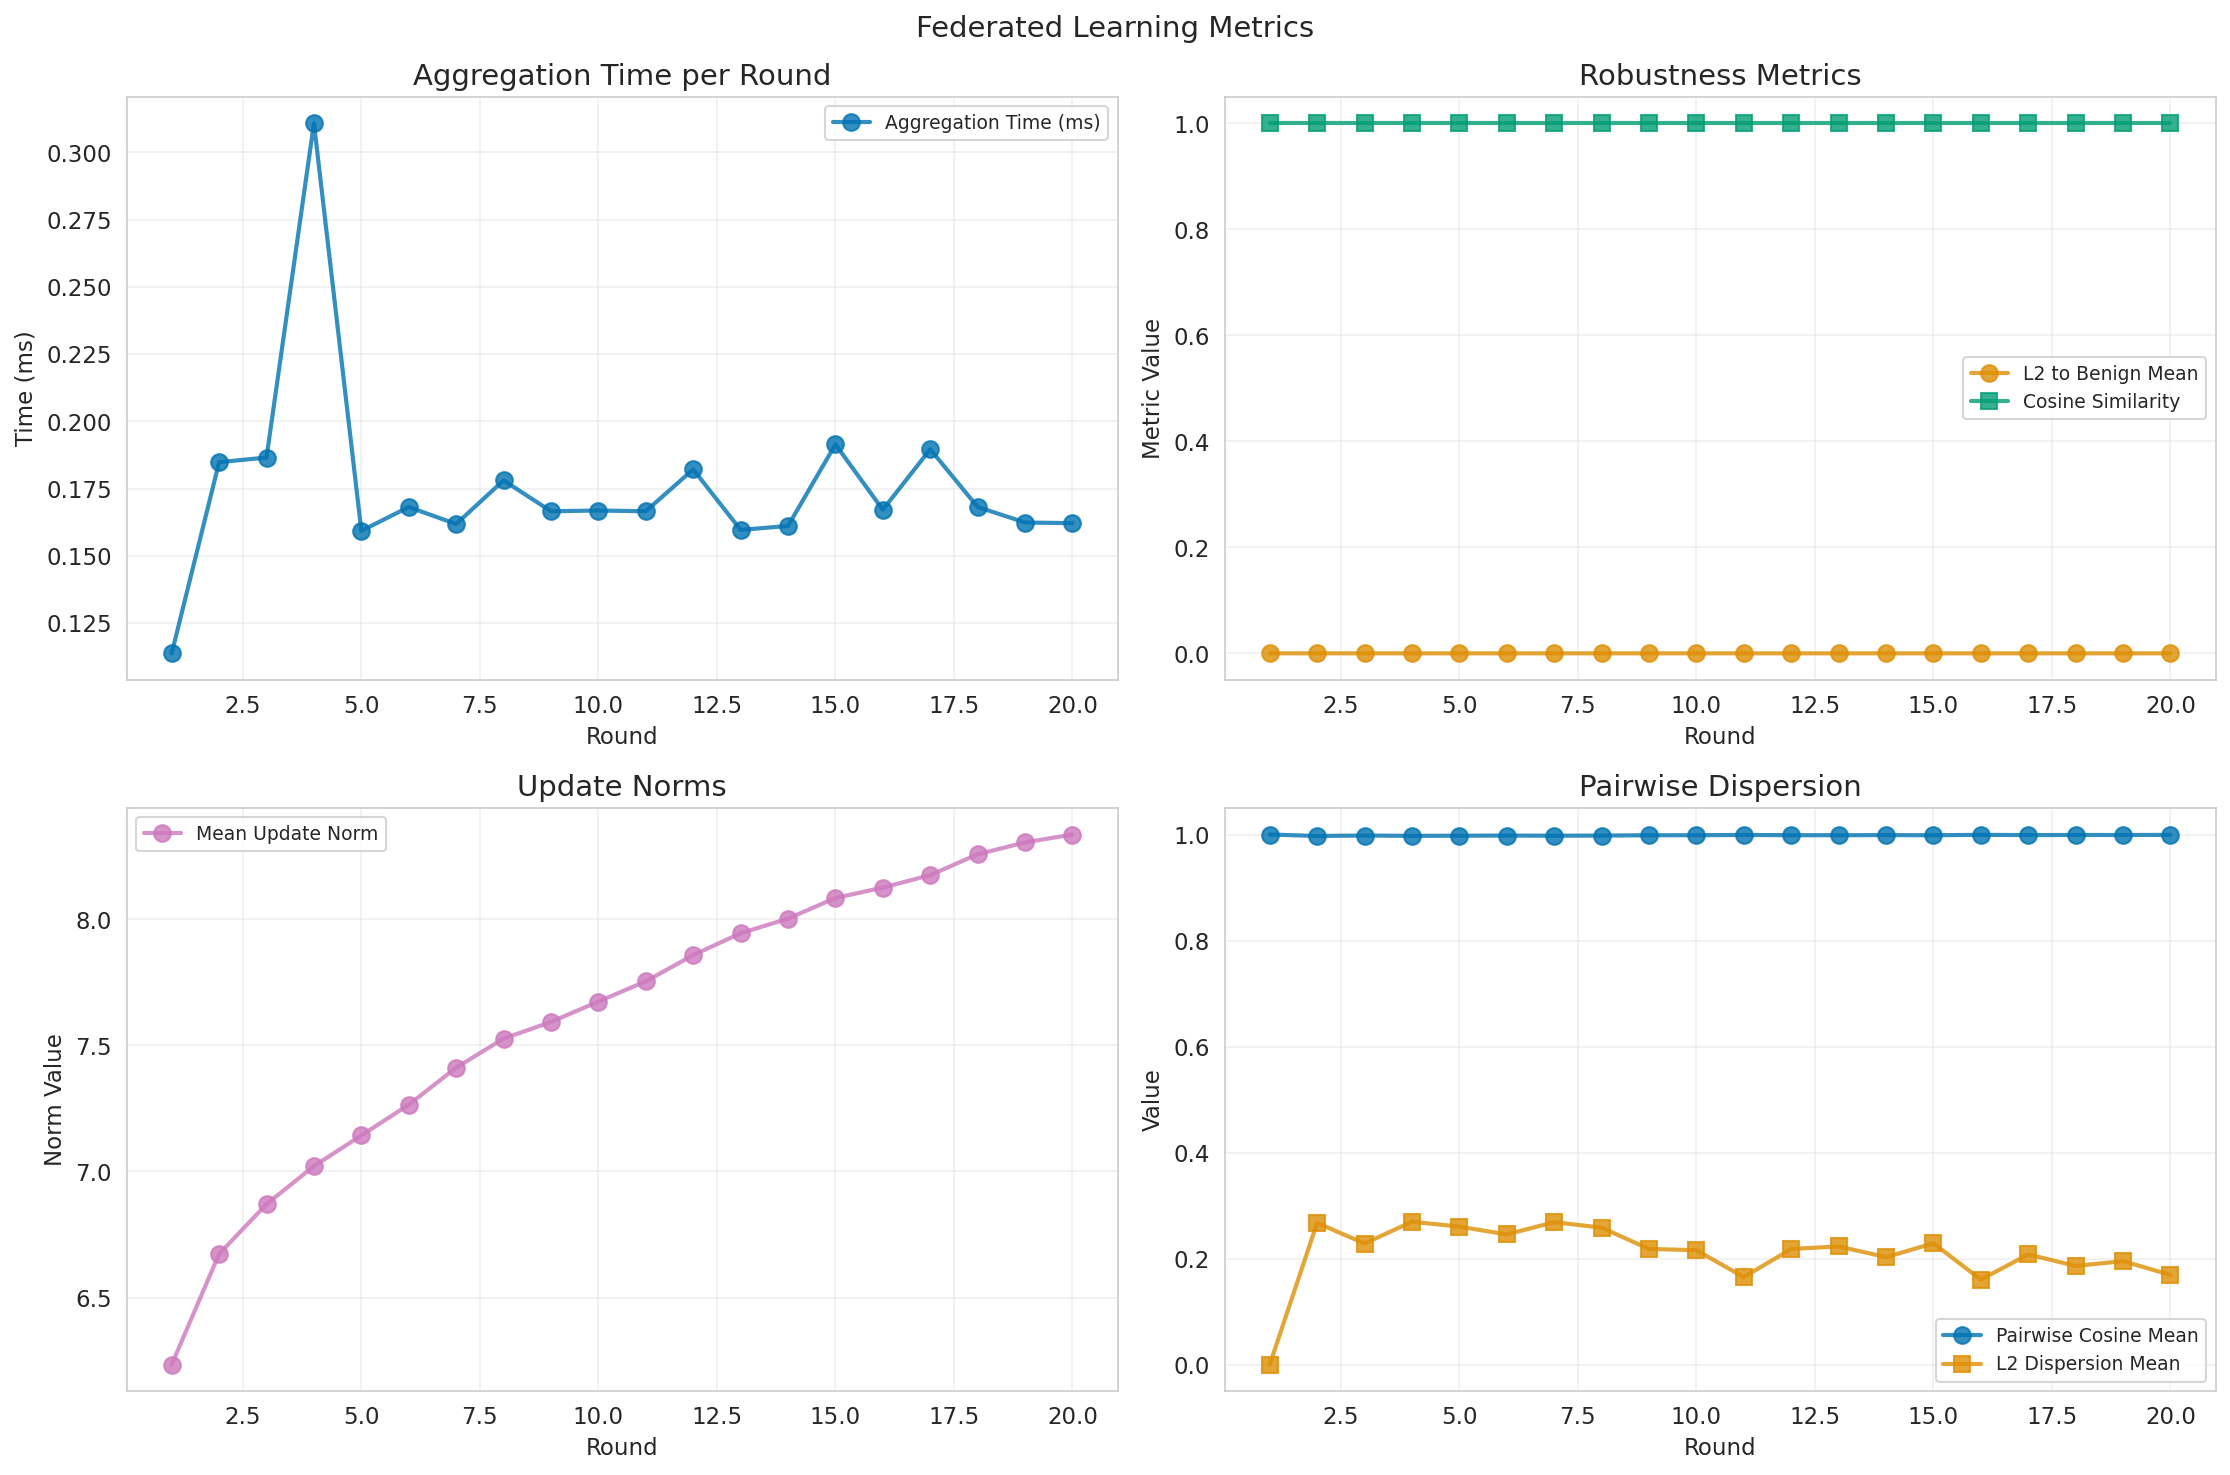 Federated Learning Metrics
Aggregation Time per Round
Aggregation Time (ms)
Time (ms)
0.300
0.275
0.250
0.225
0.200
0.175
0.150
0.125
2.5 5.0 7.5 10.0 12.5 15.0 17.5 20.0
Round
Robustness Metrics
L2 to Benign Mean
Cosine Similarity
Metric Value
1.0
0.8
0.6
0.4
0.2
0.0
2.5 5.0 7.5 10.0 12.5 15.0 17.5 20.0
Round
Update Norms
Mean Update Norm
Norm Value
8.0
7.5
7.0
6.5
2.5 5.0 7.5 10.0 12.5 15.0 17.5 20.0
Round
Pairwise Dispersion
Value
1.0
0.8
0.6
0.4
0.2
0.0
Pairwise Cosine Mean
L2 Dispersion Mean
2.5 5.0 7.5 10.0 12.5 15.0 17.5 20.0
Round